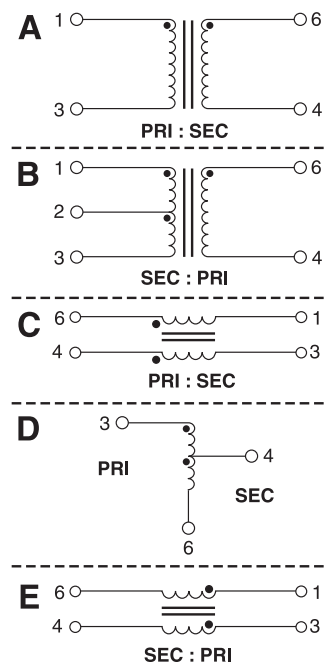 A
1 6
3 4
PRI : SEC
B
1 6
2
3 4
SEC : PRI
C
6 1
4 3
PRI : SEC
D
3
4
PRI
SEC
6
E
6 1
4 3
SEC : PRI